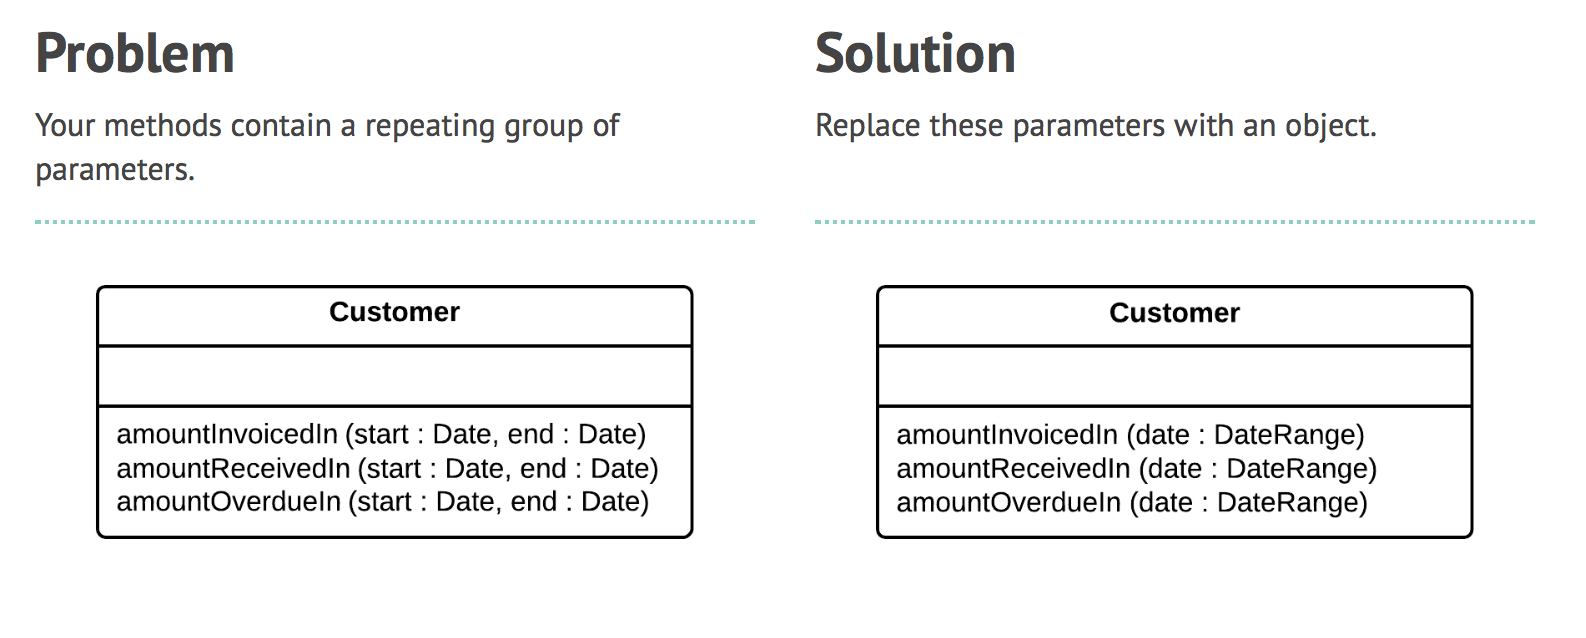 Problem
Your methods contain a repeating group of
parameters.
Customer
amountInvoicedIn (start : Date, end : Date)
amountReceivedIn (start : Date, end : Date)
amountOverdueIn (start : Date, end : Date)
Solution
Replace these parameters with an object.
Customer
amountInvoicedIn (date : DateRange)
amountReceivedIn (date : DateRange)
amountOverdueIn (date : DateRange)